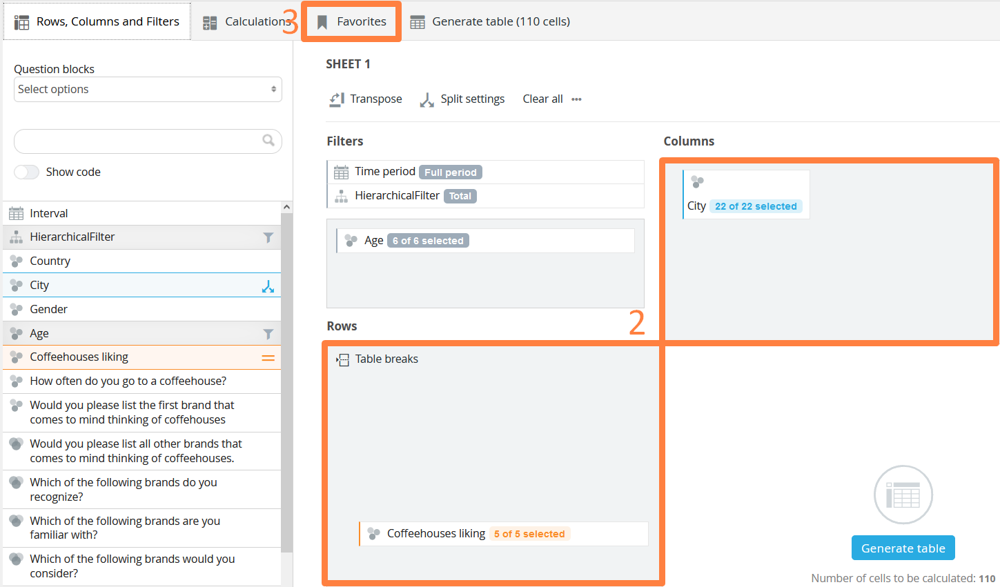 Rows, Columns and Filters
Calculations
3
Favorites
Generate table (110 cells)
Question blocks
Select options
Show code
Interval
HierarchicalFilter
Country
City
Gender
Age
Coffeehouses liking
How often do you go to a coffeehouse?
Would you please list the first brand that
comes to mind thinking of coffehouses
Would you please list all other brands that
comes to mind thinking of coffeehouses.
Which of the following brands do you
recognize?
Which of the following brands are you
familiar with?
Which of the following brands would you
consider?
SHEET 1
Transpose
Split settings
Clear all •••
Filters
Time period Full period
HierarchicalFilter Total
Age 6 of 6 selected
Columns
City 22 of 22 selected
Rows
2
Table breaks
Coffeehouses liking 5 of 5 selected
Generate table
Number of cells to be calculated: 110